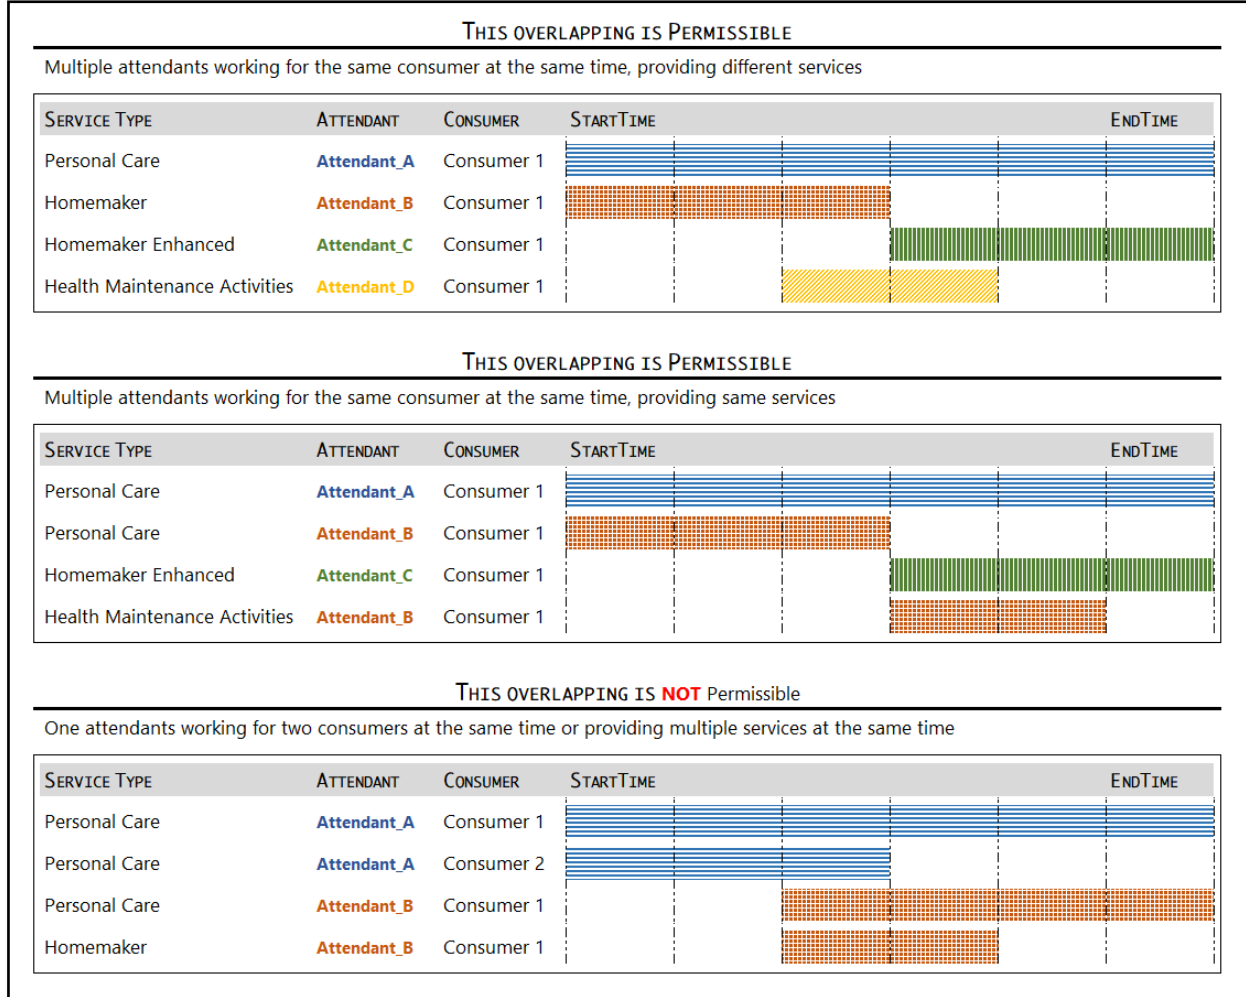 This overlapping is Permissible
Multiple attendants working for the same consumer at the same time, providing different services
Service Type Attendant Consumer StartTime EndTime
Personal Care Attendant_A Consumer 1
Homemaker Attendant_B Consumer 1
Homemaker Enhanced Attendant_C Consumer 1
Health Maintenance Activities Attendant_D Consumer 1
This overlapping is Permissible
Multiple attendants working for the same consumer at the same time, providing same services
Service Type Attendant Consumer StartTime EndTime
Personal Care Attendant_A Consumer 1
Personal Care Attendant_B Consumer 1
Homemaker Enhanced Attendant_C Consumer 1
Health Maintenance Activities Attendant_B Consumer 1
This overlapping is NOT Permissible
One attendants working for two consumers at the same time or providing multiple services at the same time
Service Type Attendant Consumer StartTime EndTime
Personal Care Attendant_A Consumer 1
Personal Care Attendant_A Consumer 2
Personal Care Attendant_B Consumer 1
Homemaker Attendant_B Consumer 1